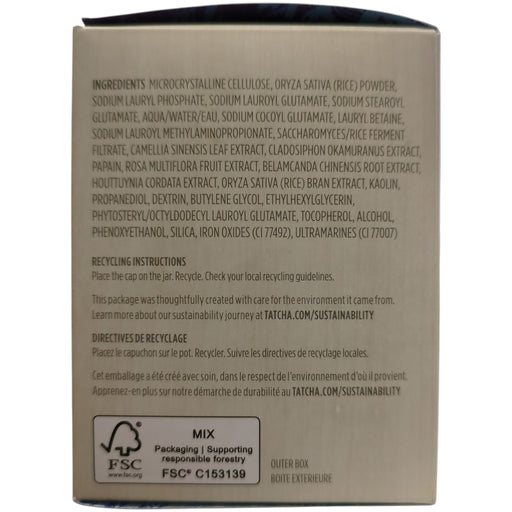 INGREDIENTS MICROCRYSTALLINE CELLULOSE, ORYZA SATIVA (RICE) POWDER,
SODIUM LAURYL PHOSPHATE, SODIUM LAUROYL GLUTAMATE, SODIUM STEAROYL
GLUTAMATE, AQUA/WATER/EAU, SODIUM COCOYL GLUTAMATE, LAURYL BETAINE,
SODIUM LAUROYL METHYLAMINOPROPIONATE, SACCHAROMYCES/RICE FERMENT
FILTRATE, CAMELLIA SINENSIS LEAF EXTRACT, CLADOSIPHON OKAMURANUS EXTRACT,
PAPAIN, ROSA MULTIFLORA FRUIT EXTRACT, BELAMCANDA CHINENSIS ROOT EXTRACT,
HOUTTUYNIA CORDATA EXTRACT, ORYZA SATIVA (RICE) BRAN EXTRACT, KAOLIN,
PROPANEDIOL, DEXTRIN, BUTYLENE GLYCOL, ETHYLHEXYLGLYCERIN,
PHYTOSTERYL/OCTYLDODECYL LAUROYL GLUTAMATE, TOCOPHEROL, ALCOHOL,
PHENOXYETHANOL, SILICA, IRON OXIDES (CI 77492), ULTRAMARINES (CI 77007)
RECYCLING INSTRUCTIONS
Place the cap on the jar. Recycle. Check your local recycling guidelines.
This package was thoughtfully created with care for the environment it came from.
Learn more about our sustainability journey at TATCHA.COM/SUSTAINABILITY
DIRECTIVES DE RECYCLAGE
Placez le capuchon sur le pot. Recycler. Suivre les directives de recyclage locales.
Cet emballage a été créé avec soin, dans le respect de l'environnement d'où il provient.
Apprenez-en plus sur notre démarche de durabilité au TATCHA.COM/SUSTAINABILITY
FSC
www.fsc.org
MIX
Packaging | Supporting
responsible forestry
FSC® C153139
OUTER BOX
BOITE EXTERIEURE